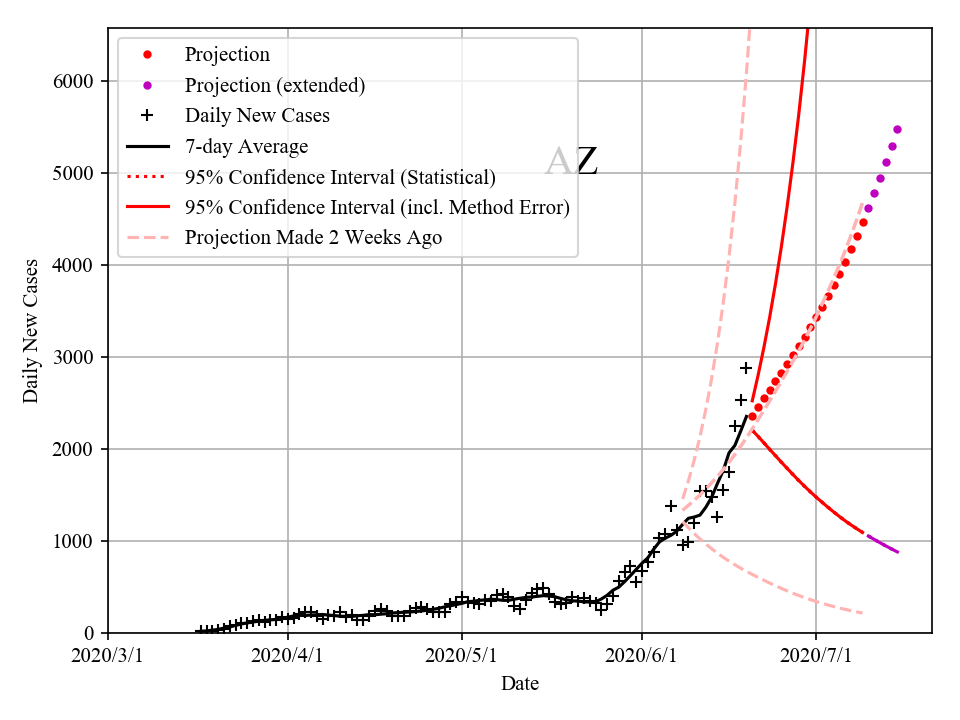 6000
5000
4000
3000
2000
1000
0
Daily New Cases
Projection
Projection (extended)
Daily New Cases
7-day Average
95% Confidence Interval (Statistical)
95% Confidence Interval (incl. Method Error)
Projection Made 2 Weeks Ago
AZ
2020/3/1 2020/4/1 2020/5/1 2020/6/1 2020/7/1
Date